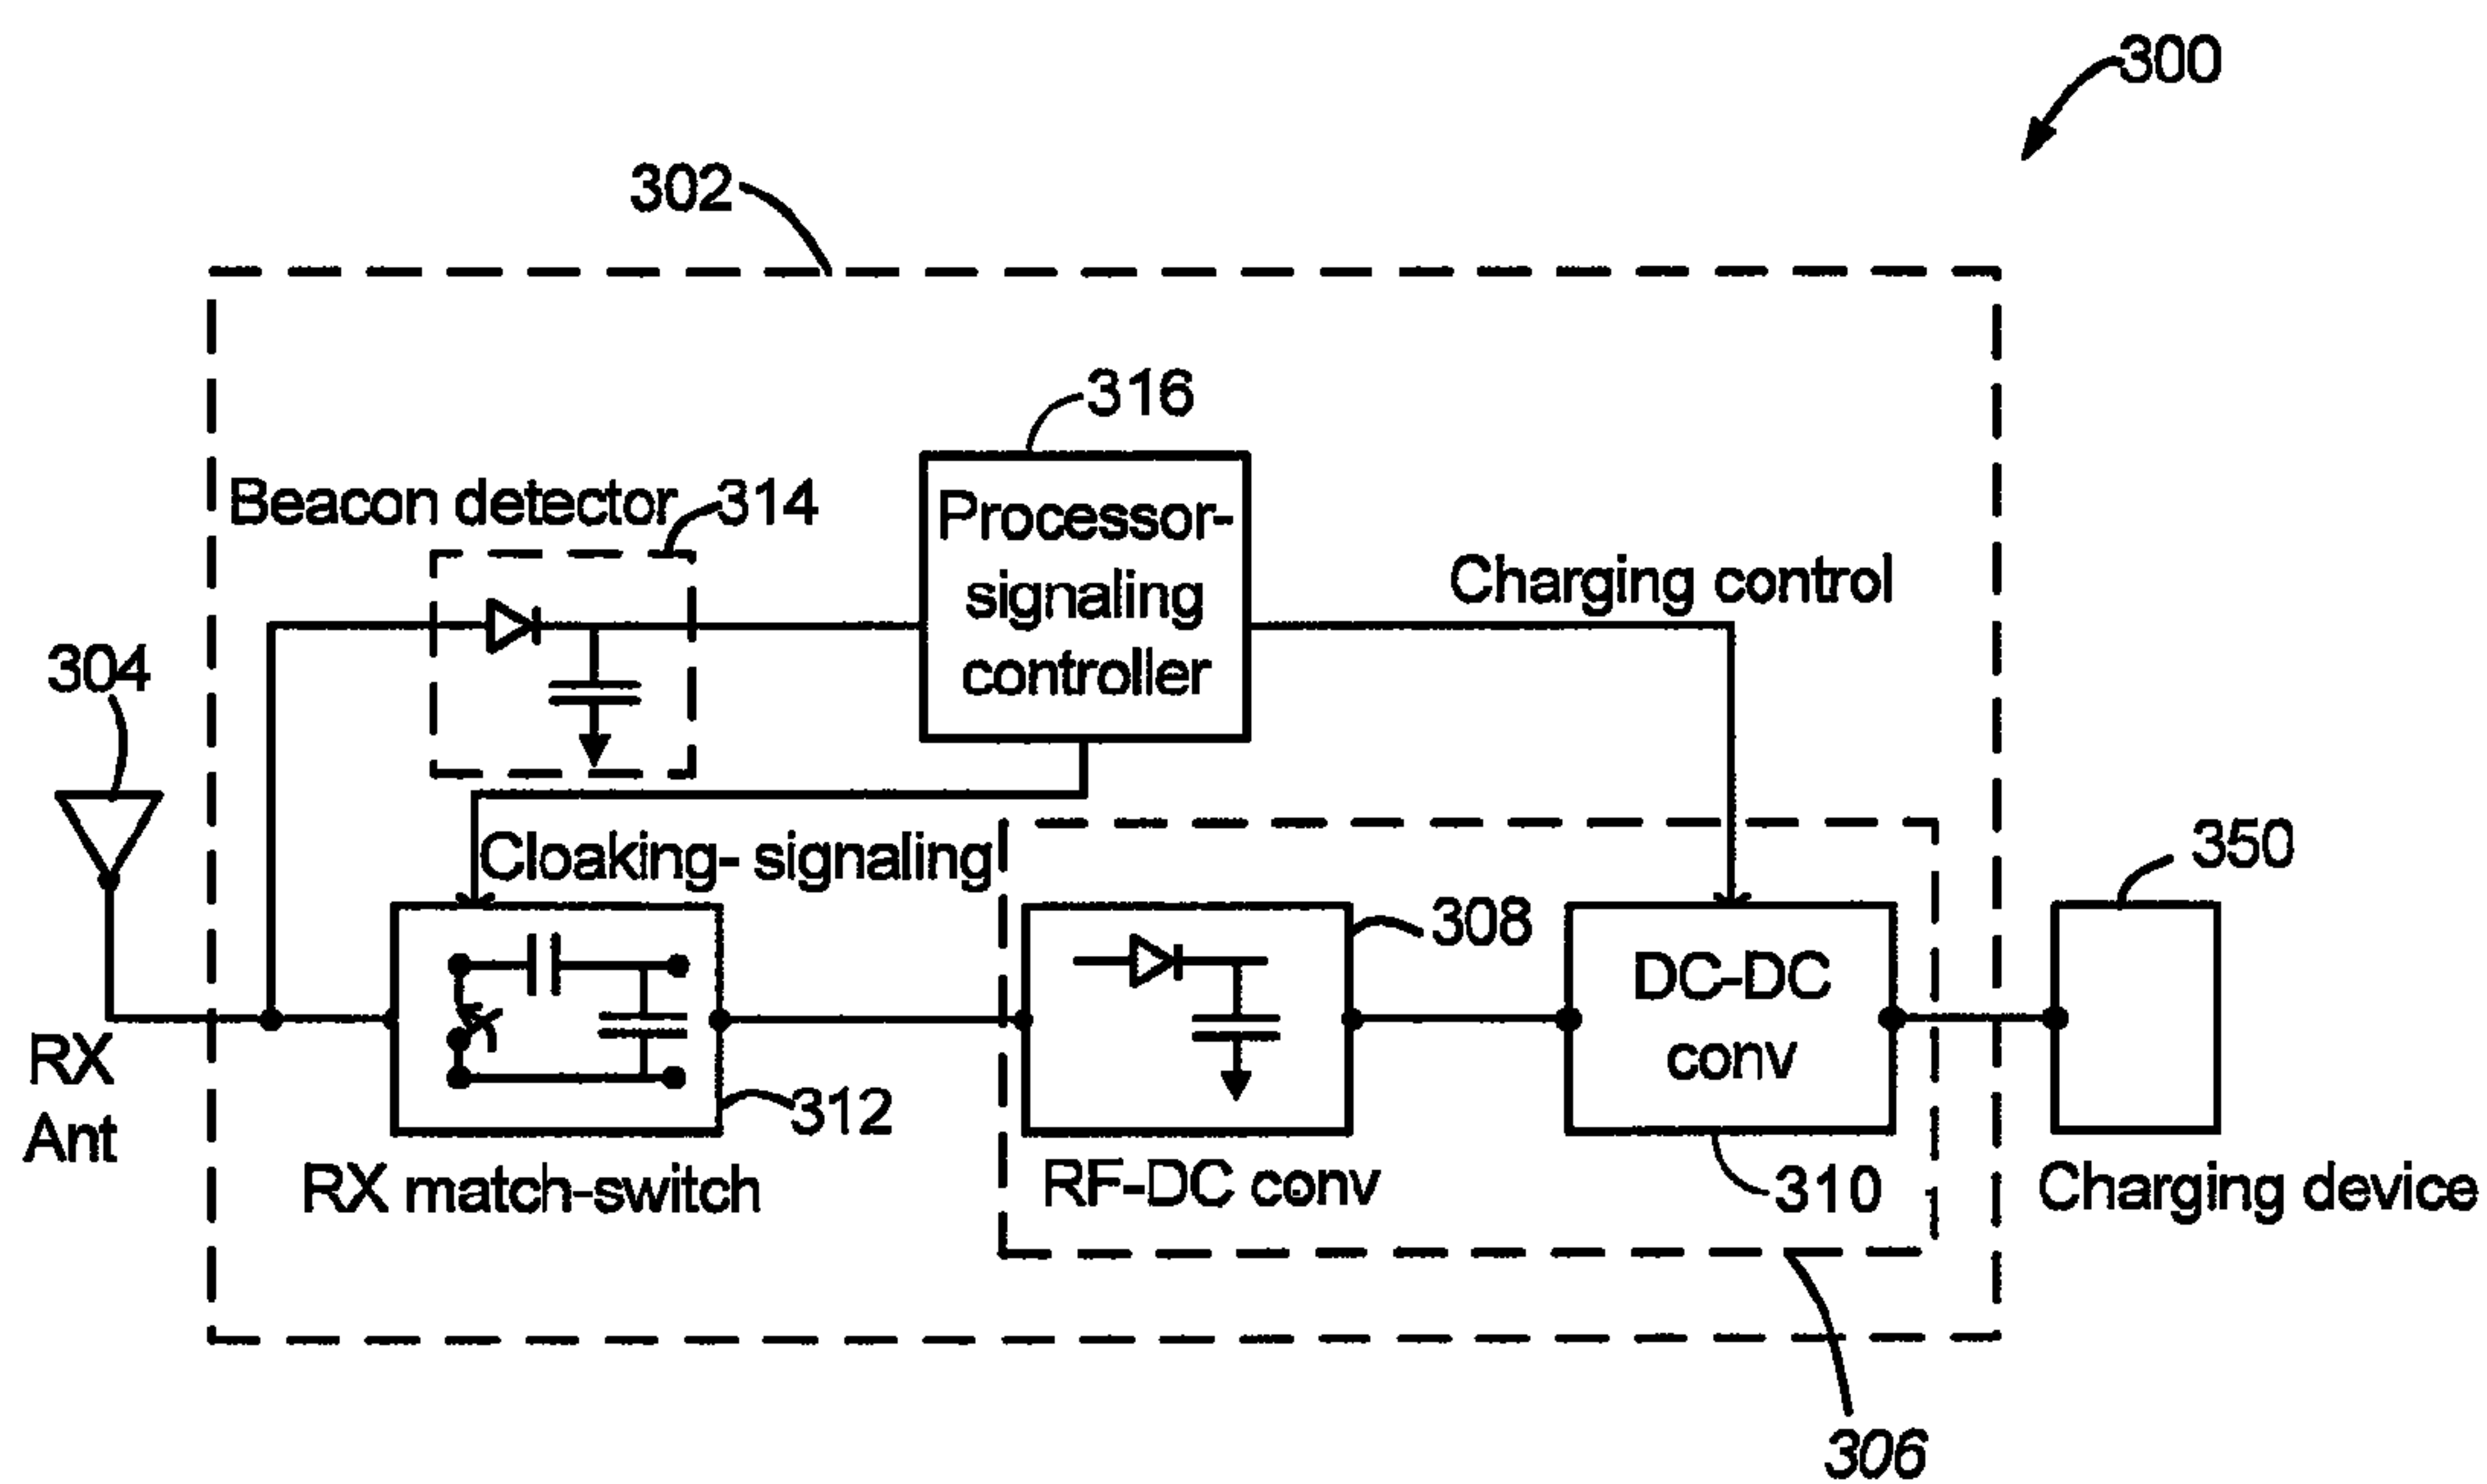 300
302
316
Beacon detector
314
Processor-
signaling
controller
Charging control
304
Cloaking- signaling
350
308
DC-DC
conv
RX
Ant
312
RX match-switch
RF-DC conv
310
Charging device
306